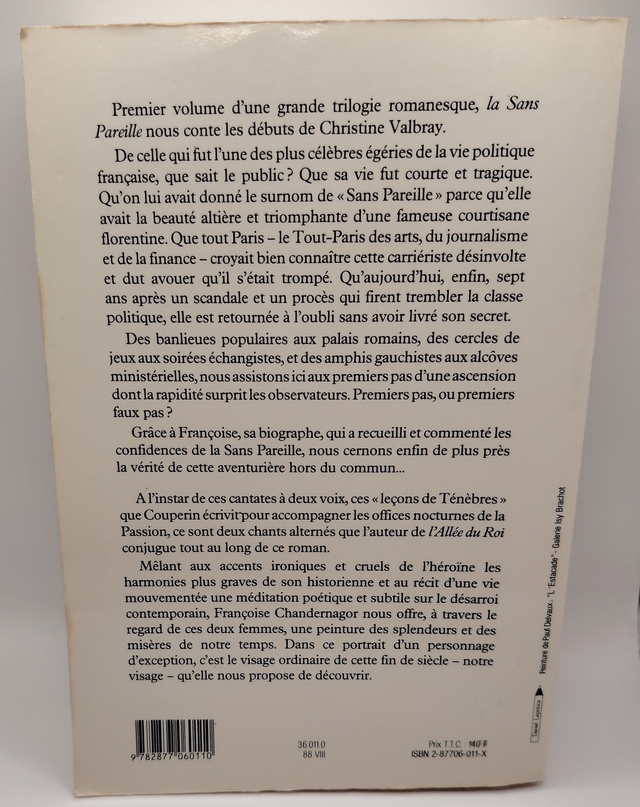 Premier volume d'une grande trilogie romanesque, la Sans
Pareille nous conte les débuts de Christine Valbray.
De celle qui fut l'une des plus célèbres égéries de la vie politique
française, que sait le public ? Que sa vie fut courte et tragique.
Qu'on lui avait donné le surnom de « Sans Pareille » parce qu'elle
avait la beauté altière et triomphante d'une fameuse courtisane
florentine. Que tout Paris – le Tout-Paris des arts, du journalisme
et de la finance – croyait bien connaître cette carriériste désinvolte
et dut avouer qu'il s'était trompé. Qu'aujourd'hui, enfin, sept
ans après un scandale et un procès qui firent trembler la classe
politique, elle est retournée à l'oubli sans avoir livré son secret.
Des banlieues populaires aux palais romains, des cercles de
jeux aux soirées échangistes, et des amphis gauchistes aux alcôves
ministérielles, nous assistons ici aux premiers pas d'une ascension
dont la rapidité surprit les observateurs. Premiers pas, ou premiers
faux pas ?
Grâce à Françoise, sa biographe, qui a recueilli et commenté les
confidences de la Sans Pareille, nous cernons enfin de plus près
la vérité de cette aventurière hors du commun...
A l'instar de ces cantates à deux voix, ces « leçons de Ténèbres »
que Couperin écrivit pour accompagner les offices nocturnes de la
Passion, ce sont deux chants alternés que l'auteur de l'Allée du Roi
conjugue tout au long de ce roman.
Mêlant aux accents ironiques et cruels de l'héroïne les
harmonies plus graves de son historienne et au récit d'une vie
mouvementée une méditation poétique et subtile sur le désarroi
contemporain, Françoise Chandernagor nous offre, à travers le
regard de ces deux femmes, une peinture des splendeurs et des
misères de notre temps. Dans ce portrait d'un personnage
d'exception, c'est le visage ordinaire de cette fin de siècle – notre
visage – qu'elle nous propose de découvrir.
Peinture de Paul Delvaux : "L'Estacade" - Galerie Isy Brachot
9 782877 060110
36.011.0
88 VIII
Prix T.T.C. 140 F
ISBN 2-87706-011-X